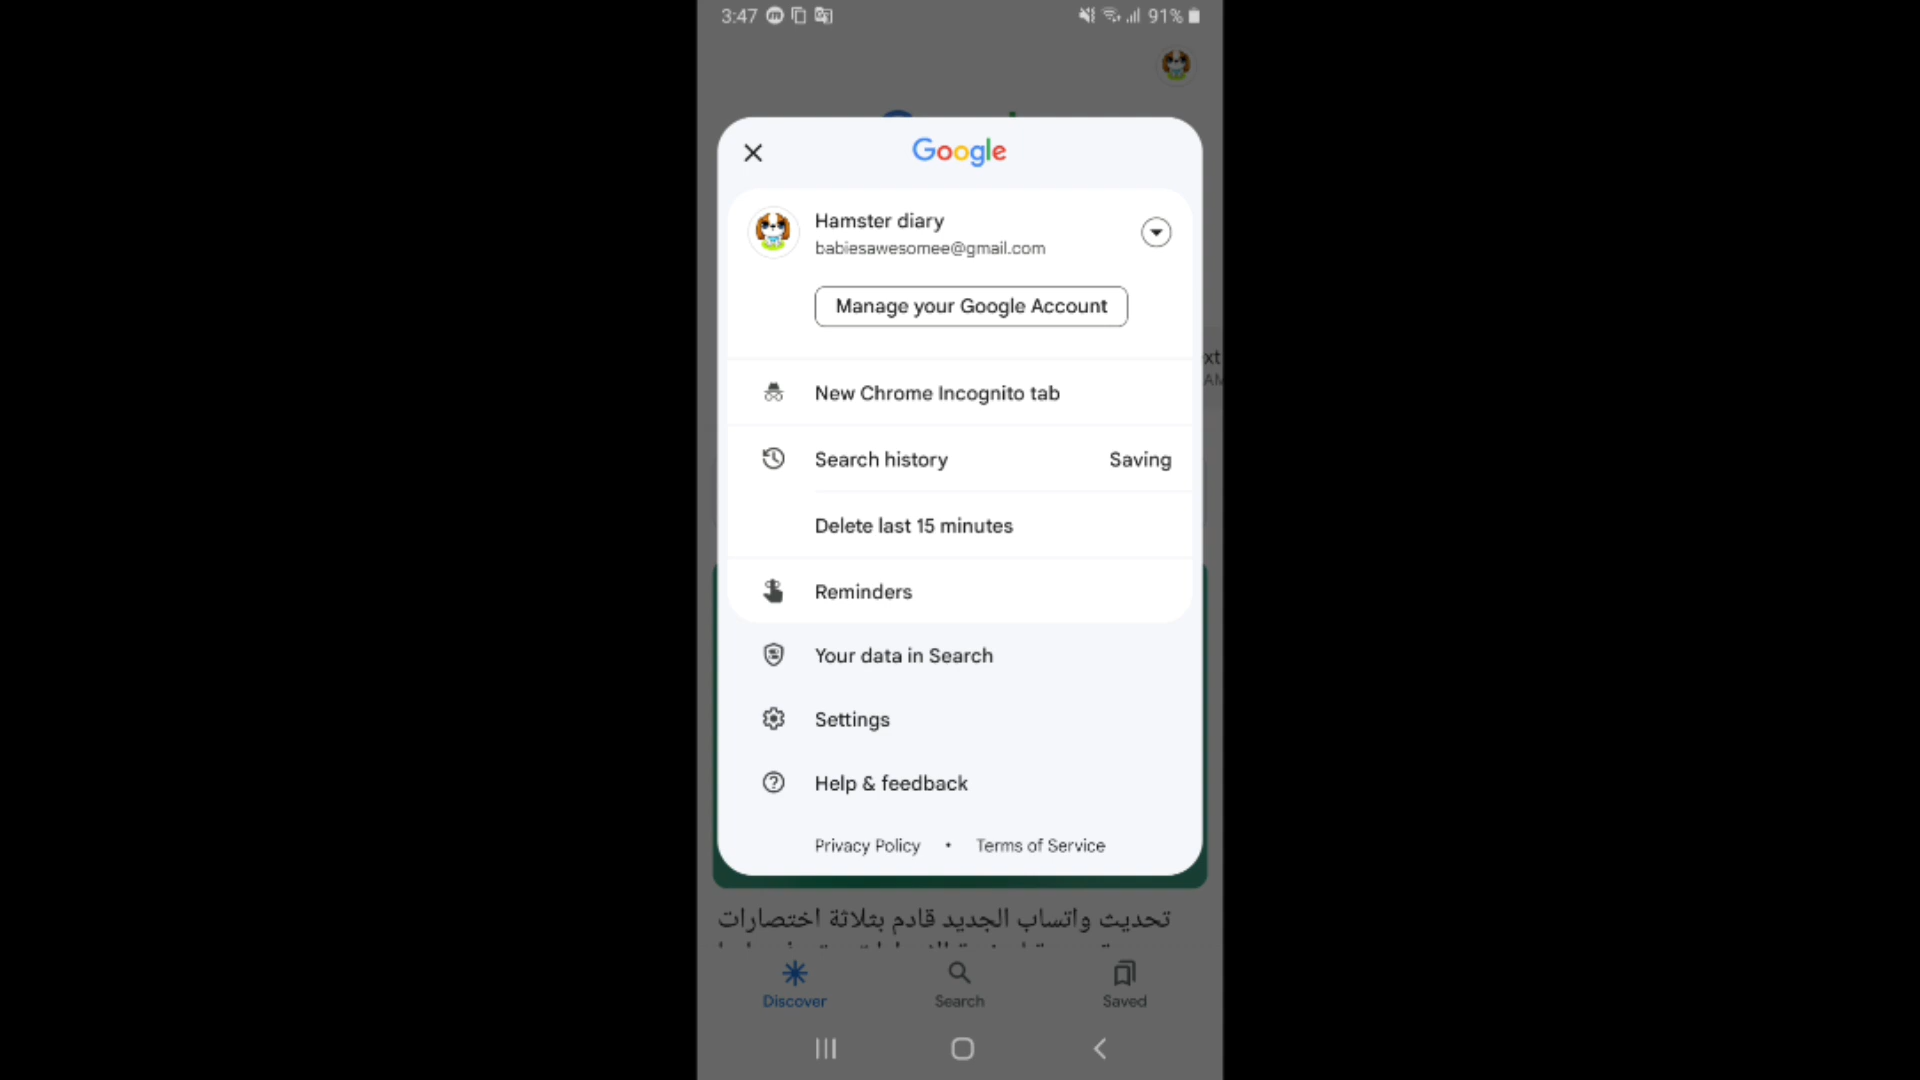 3:47
91%
Google
Hamster diary
babiesawesomee@gmail.com
Manage your Google Account
New Chrome Incognito tab
Search history Saving
Delete last 15 minutes
Reminders
Your data in Search
Settings
Help & feedback
Privacy Policy • Terms of Service
تحديث واتساب الجديد قادم بثلاثة اختصارات
Discover Search Saved